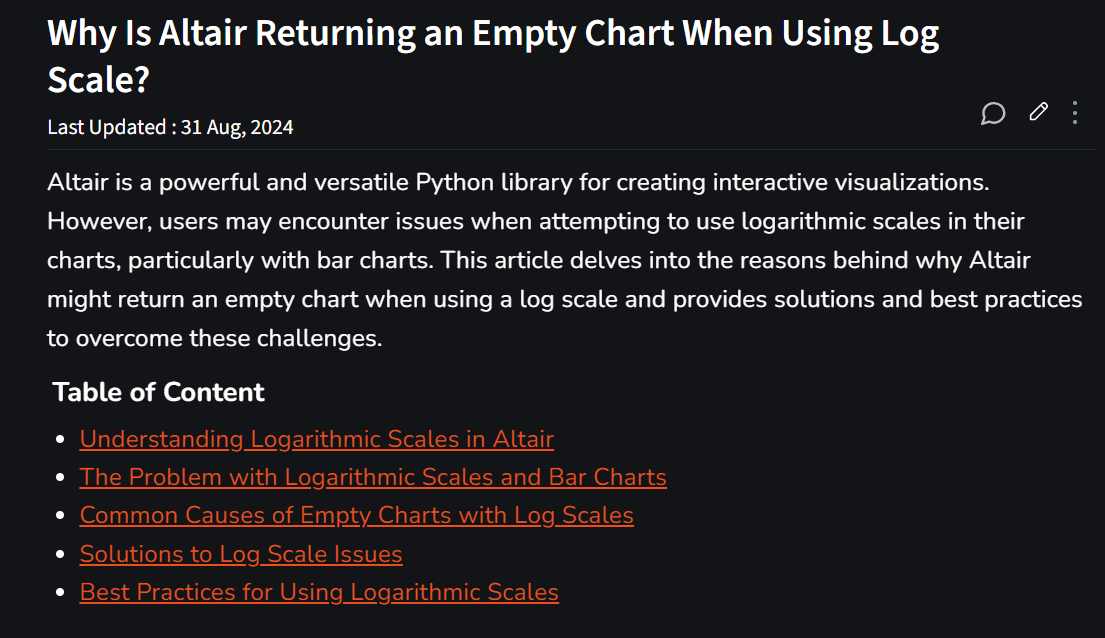 Why Is Altair Returning an Empty Chart When Using Log
Scale?
Last Updated : 31 Aug, 2024
Altair is a powerful and versatile Python library for creating interactive visualizations.
However, users may encounter issues when attempting to use logarithmic scales in their
charts, particularly with bar charts. This article delves into the reasons behind why Altair
might return an empty chart when using a log scale and provides solutions and best practices
to overcome these challenges.
Table of Content
Understanding Logarithmic Scales in Altair
The Problem with Logarithmic Scales and Bar Charts
Common Causes of Empty Charts with Log Scales
Solutions to Log Scale Issues
Best Practices for Using Logarithmic Scales